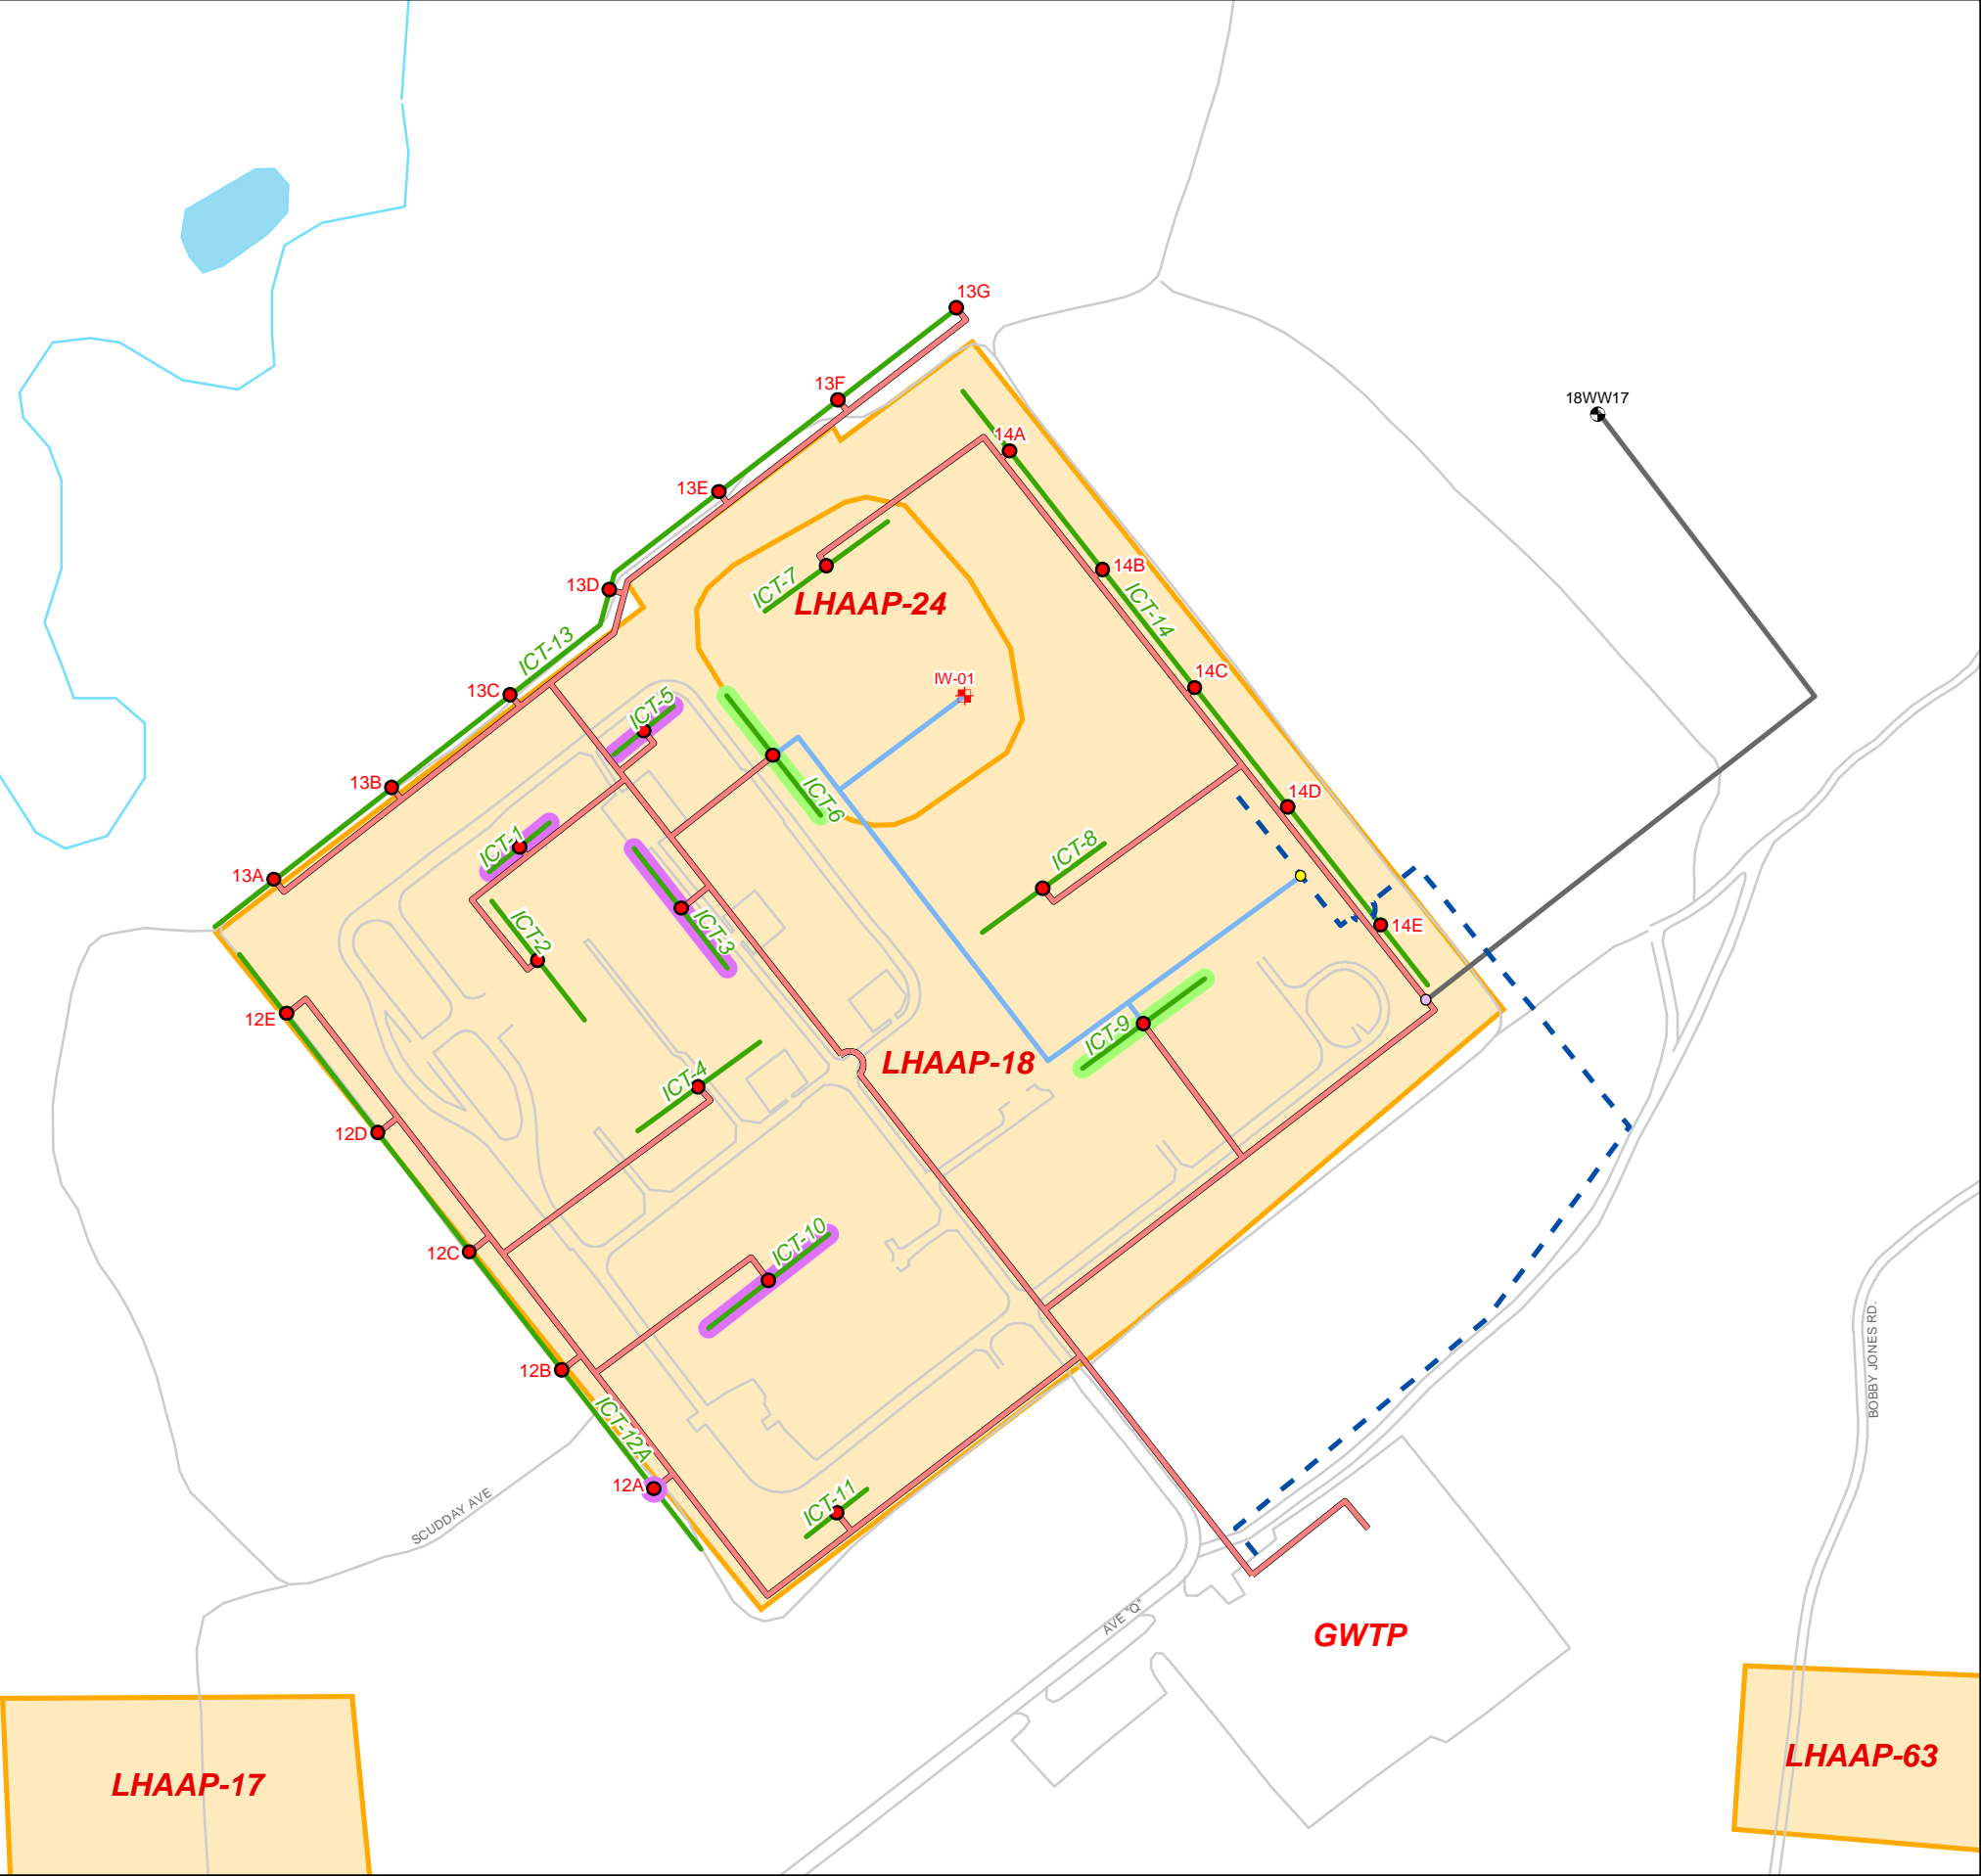 13G
13F
18WW17
14A
13E
14B
13D
ICT-7
LHAAP-24
ICT-14
ICT-13
14C
13C
IW-01
ICT-5
13B
ICT-6
14D
ICT-1
ICT-8
13A
ICT-2
ICT-3
14E
12E
ICT-9
LHAAP-18
ICT-4
12D
12C
ICT-10
12B
BOBBY JONES RD.
ICT-12A
12A
ICT-11
SCUDDAY AVE
AVE "Q"
GWTP
LHAAP-17
LHAAP-63